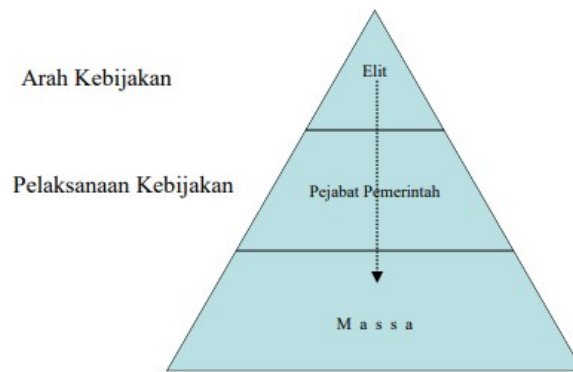 Elit
Arah Kebijakan
Pelaksanaan Kebijakan
Pejabat Pemerintah
M a s s a